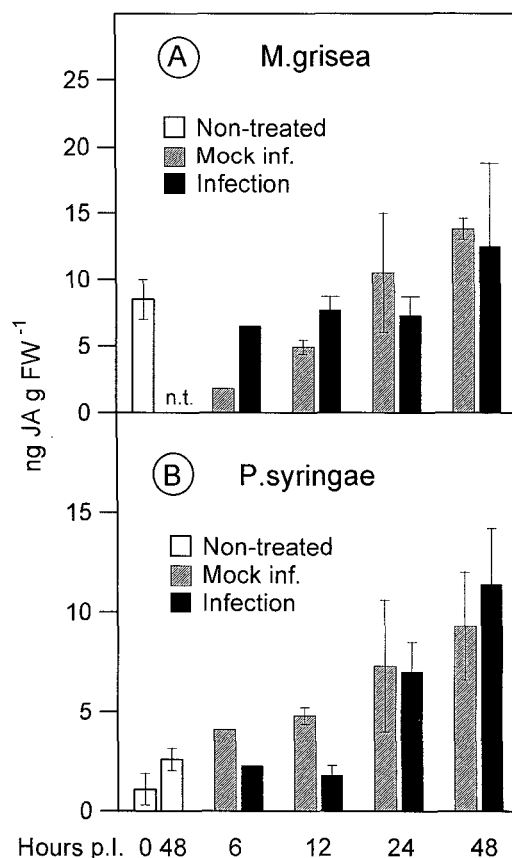 A M.grisea
25
20
15
10
5
0
Non-treated
Mock inf.
Infection
n.t.
ng JA g FW⁻¹
B P.syringae
15
10
5
0
Non-treated
Mock inf.
Infection
Hours p.I. 0 48 6 12 24 48